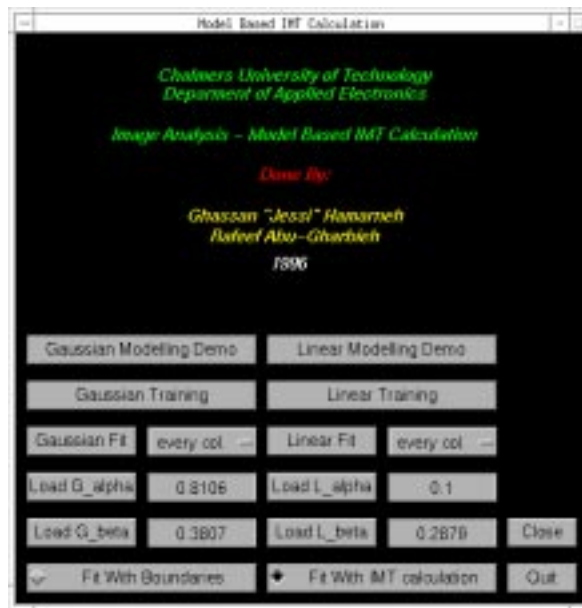 Model Based IMT Calculation
Chalmers University of Technology
Deparment of Applied Electronics
Image Analysis - Model Based IMT Calculation
Done By:
Ghassan "Jessi" Hamarneh
Rafeef Abu-Gharbieh
1996
Gaussian Modelling Demo Linear Modelling Demo
Gaussian Training Linear Training
Gaussian Fit every col Linear Fit every col
Load G_alpha 0.8106 Load L_alpha 0.1
Load G_beta 0.3807 Load L_beta 0.2879 Close
Fit With Boundaries Fit With IMT calculation Quit